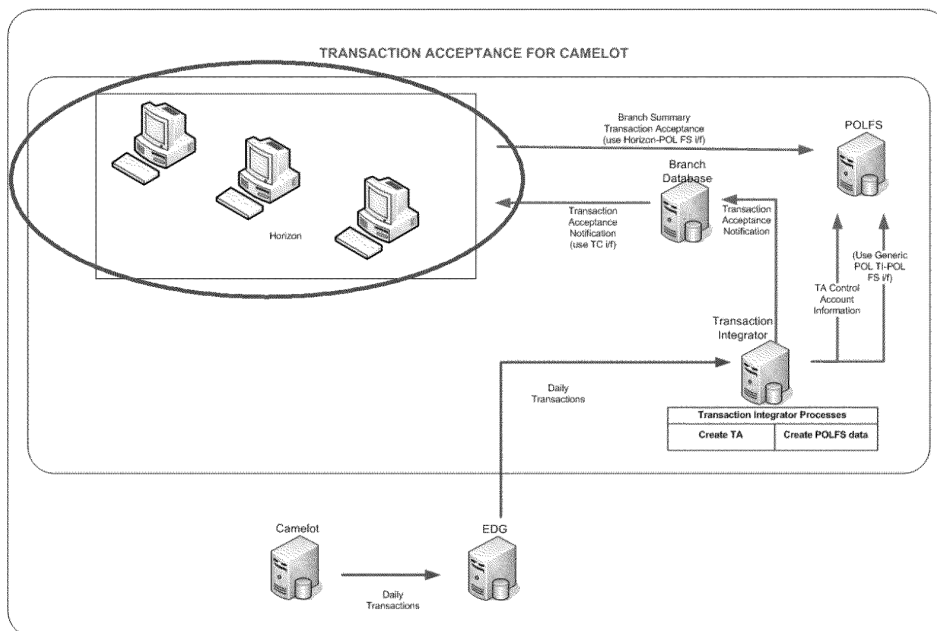 TRANSACTION ACCEPTANCE FOR CAMELOT
Branch Summary
Transaction Acceptance
(use Horizon-POL FS i/f)
POLFS
Branch
Database
Transaction
Acceptance
Notification
(use TC i/f)
Transaction
Acceptance
Notification
Horizon
(Use Generic
POL TI-POL
FS i/f)
TA Control
Account
Information
Transaction
Integrator
Daily
Transactions
Transaction Integrator Processes
Create TA
Create POLFS data
Camelot
EDG
Daily
Transactions